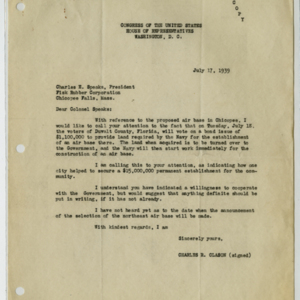 C
O
P
Y
CONGRESS OF THE UNITED STATES
HOUSE OF REPRESENTATIVES
WASHINGTON, D. C.
July 17, 1939
Charles T. Speaks, President
Fisk Rubber Corporation
Chicopee Falls, Mass.
Dear Colonel Speaks:
With reference to the proposed air base in Chicopee, I
would like to call your attention to the fact that on Tuesday, July 18,
the voters of Duvall County, Florida, will vote on a bond issue of
$1,100,000 to provide land required by the Navy for the establishment
of an air base there. The land when acquired is to be turned over to
the Government, and the Navy will then start work immediately for the
construction of an air base.
I am calling this to your attention, as indicating how one
city helped to secure a $25,000,000 permanent establishment for the
community.
I understand you have indicated a willingness to cooperate
with the Government, but would suggest that anything definite should be
put in writing, if it has not already.
I have not heard yet as to the date when the announcement
of the selection of the northeast air base will be made.
With kindest regards, I am
Sincerely yours,
CHARLES R. CLASON (signed)